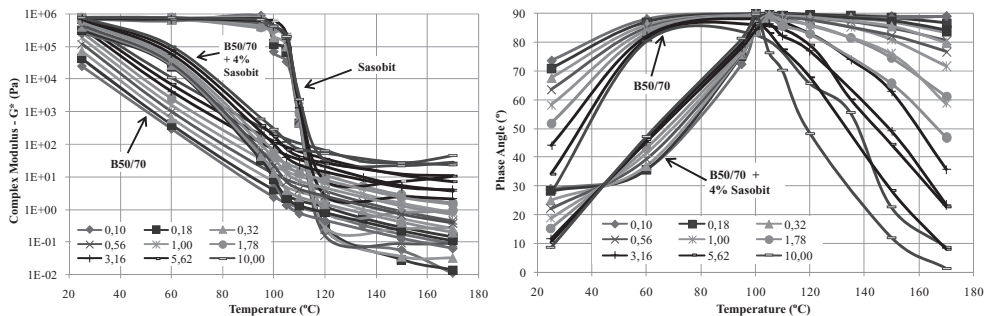 Complex Modulus - G* (Pa)
1E+06
1E+05
1E+04
1E+03
1E+02
1E+01
1E+00
1E-01
1E-02
B50/70
+ 4%
Sasobit
Sasobit
B50/70
0,10
0,18
0,32
0,56
1,00
1,78
3,16
5,62
10,00
20
40
60
80
100
120
140
160
180
Temperature (ºC)
Phase Angle (º)
90
80
70
60
50
40
30
20
10
0
B50/70
B50/70 +
4% Sasobit
0,10
0,18
0,32
0,56
1,00
1,78
3,16
5,62
10,00
20
40
60
80
100
120
140
160
180
Temperature (ºC)